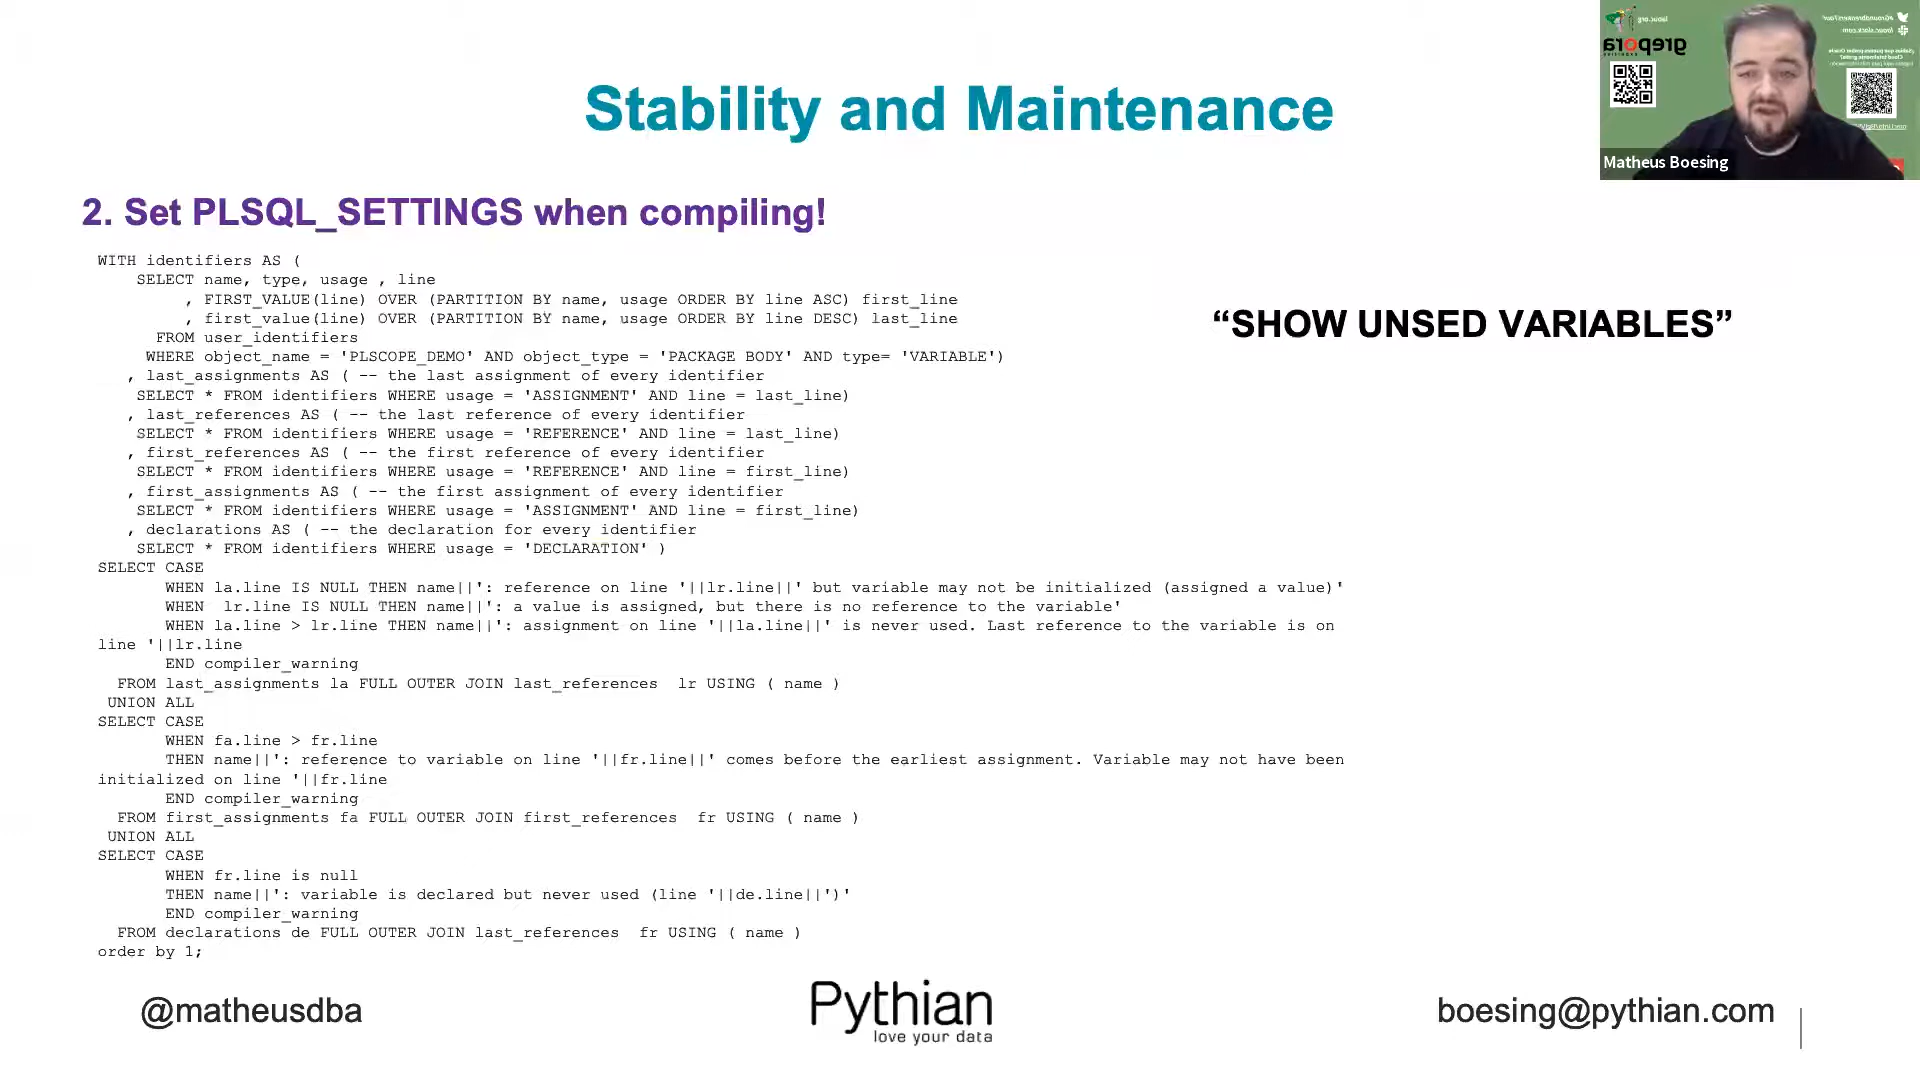 Stability and Maintenance
grepora
Matheus Boesing
2. Set PLSQL_SETTINGS when compiling!
WITH identifiers AS (
SELECT name, type, usage , line
, FIRST_VALUE(line) OVER (PARTITION BY name, usage ORDER BY line ASC) first_line
, first_value(line) OVER (PARTITION BY name, usage ORDER BY line DESC) last_line
FROM user_identifiers
WHERE object_name = 'PLSCOPE_DEMO' AND object_type = 'PACKAGE BODY' AND type= 'VARIABLE')
, last_assignments AS ( -- the last assignment of every identifier
SELECT * FROM identifiers WHERE usage = 'ASSIGNMENT' AND line = last_line)
, last_references AS ( -- the last reference of every identifier
SELECT * FROM identifiers WHERE usage = 'REFERENCE' AND line = last_line)
, first_references AS ( -- the first reference of every identifier
SELECT * FROM identifiers WHERE usage = 'REFERENCE' AND line = first_line)
, first_assignments AS ( -- the first assignment of every identifier
SELECT * FROM identifiers WHERE usage = 'ASSIGNMENT' AND line = first_line)
, declarations AS ( -- the declaration for every identifier
SELECT * FROM identifiers WHERE usage = 'DECLARATION' )
SELECT CASE
WHEN la.line IS NULL THEN name||': reference on line '||lr.line||' but variable may not be initialized (assigned a value)'
WHEN  lr.line IS NULL THEN name||': a value is assigned, but there is no reference to the variable'
WHEN la.line > lr.line THEN name||': assignment on line '||la.line||' is never used. Last reference to the variable is on
line '||lr.line
END compiler_warning
FROM last_assignments la FULL OUTER JOIN last_references  lr USING ( name )
UNION ALL
SELECT CASE
WHEN fa.line > fr.line
THEN name||': reference to variable on line '||fr.line||' comes before the earliest assignment. Variable may not have been
initialized on line '||fr.line
END compiler_warning
FROM first_assignments fa FULL OUTER JOIN first_references  fr USING ( name )
UNION ALL
SELECT CASE
WHEN fr.line is null
THEN name||': variable is declared but never used (line '||de.line||')'
END compiler_warning
FROM declarations de FULL OUTER JOIN last_references  fr USING ( name )
order by 1;
“SHOW UNSED VARIABLES”
@matheusdba
Pythian
love your data
boesing@pythian.com